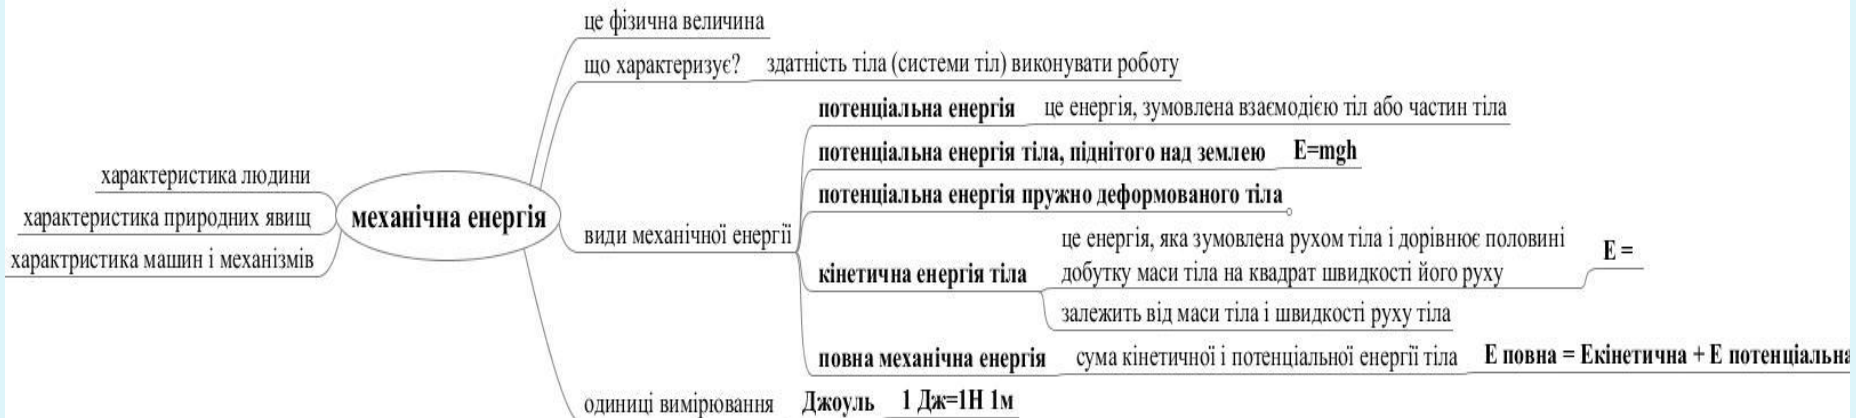 це фізична величина
що характеризує? здатність тіла (системи тіл) виконувати роботу
потенціальна енергія це енергія, зумовлена взаємодією тіл або частин тіла
потенціальна енергія тіла, піднітого над землею E=mgh
потенціальна енергія пружно деформованого тіла
характеристика людини
характеристика природних явищ
характристика машин і механізмів
механічна енергія
види механічної енергії
кінетична енергія тіла
це енергія, яка зумовлена рухом тіла і дорівнює половині
добутку маси тіла на квадрат швидкості його руху
E =
залежить від маси тіла і швидкості руху тіла
повна механічна енергія сума кінетичної і потенціальної енергії тіла Е повна = Екінетична + Е потенціальна
одиниці вимірювання Джоуль 1 Дж=1Н 1м